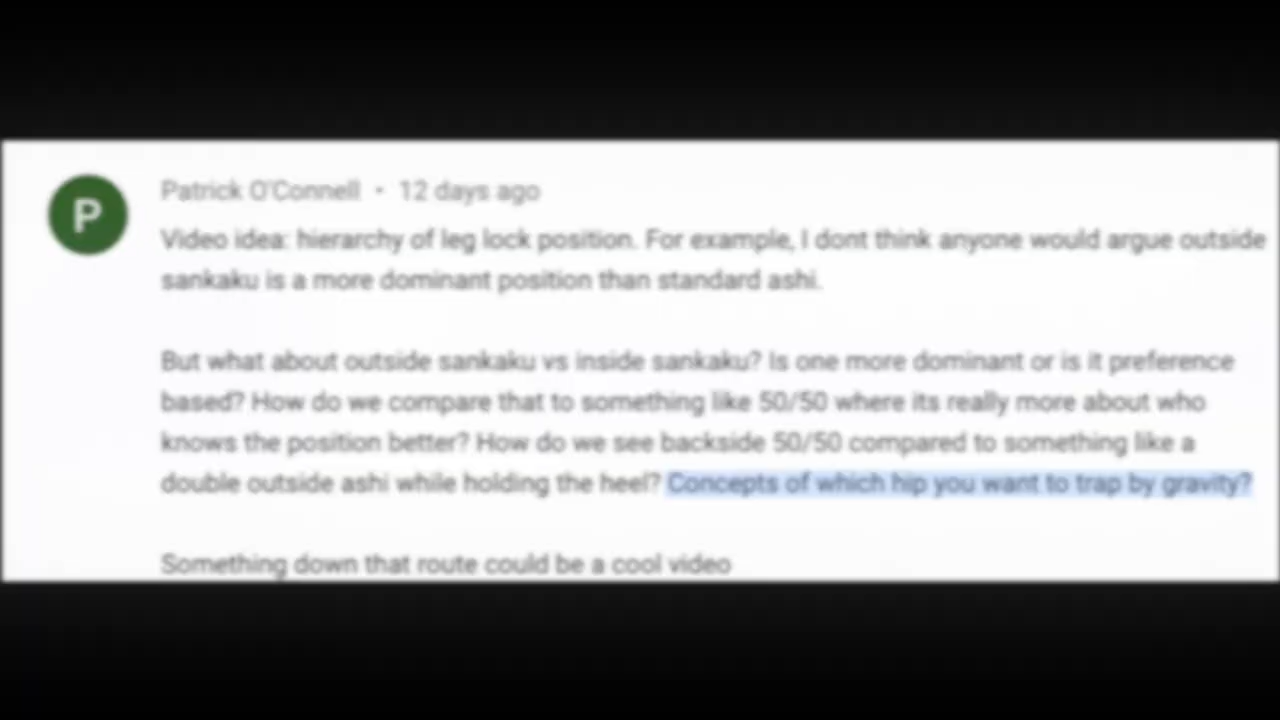 P
Patrick O'Connell • 12 days ago
Video idea: hierarchy of leg lock position. For example, I dont think anyone would argue outside
sankaku is a more dominant position than standard ashi.
But what about outside sankaku vs inside sankaku? Is one more dominant or is it preference
based? How do we compare that to something like 50/50 where its really more about who
knows the position better? How do we see backside 50/50 compared to something like a
double outside ashi while holding the heel? Concepts of which hip you want to trap by gravity?
Something down that route could be a cool video